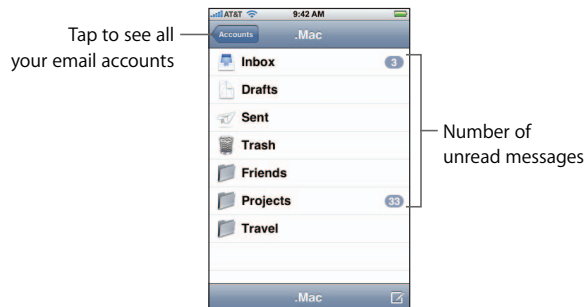 AT&T 9:42 AM
Tap to see all
your email accounts
Accounts .Mac
Inbox 3
Drafts
Sent
Trash
Number of
unread messages
Friends
Projects 33
Travel
.Mac